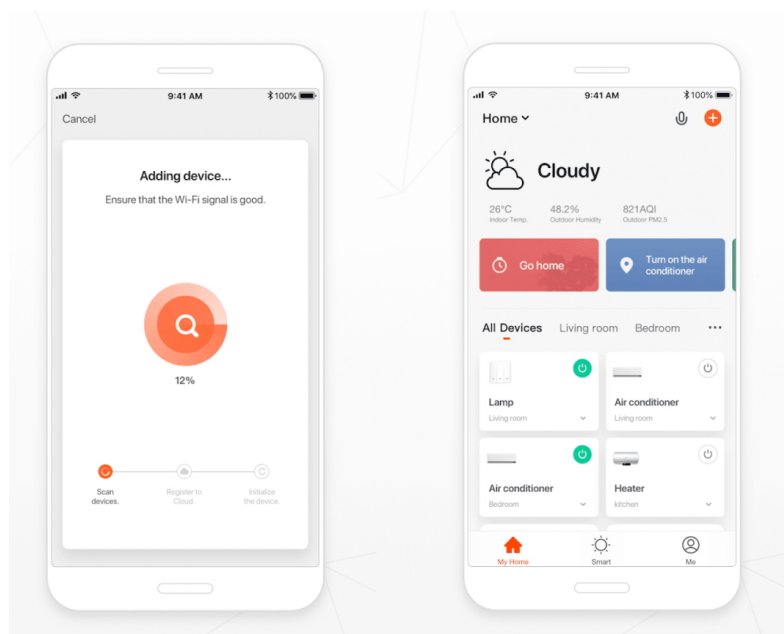 9:41 AM
100%
Cancel
Adding device...
Ensure that the Wi-Fi signal is good.
12%
Scan
devices.
Register to
Cloud.
Initialize
the device.
9:41 AM
100%
Home
Cloudy
26°C
Indoor Temp.
48.2%
Outdoor Humidity
821AQI
Outdoor PM2.5
Go home
Turn on the air
conditioner
All Devices
Living room
Bedroom
Lamp
Living room
Air conditioner
Living room
Air conditioner
Bedroom
Heater
kitchen
My Home
Smart
Me